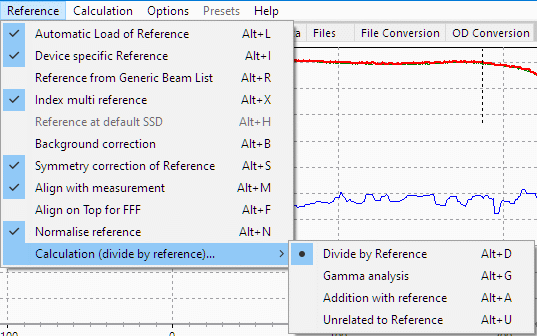 Reference Calculation Options Presets Help
Files File Conversion OD Conversion
Automatic Load of Reference Alt+L
Device specific Reference Alt+I
Reference from Generic Beam List Alt+R
Index multi reference Alt+X
Reference at default SSD Alt+H
Background correction Alt+B
Symmetry correction of Reference Alt+S
Align with measurement Alt+M
Align on Top for FFF Alt+F
Normalise reference Alt+N
Calculation (divide by reference)...
Divide by Reference Alt+D
Gamma analysis Alt+G
Addition with reference Alt+A
Unrelated to Reference Alt+U